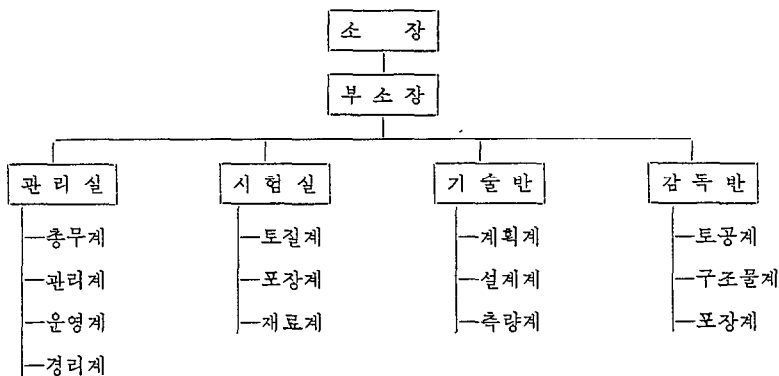 소 장
부 소 장
관 리 실 시 험 실 기 술 반 감 독 반
총무계 토질계 계획계 토공계
관리계 포장계 설계계 구조물계
운영계 재료계 측량계 포장계
경리계